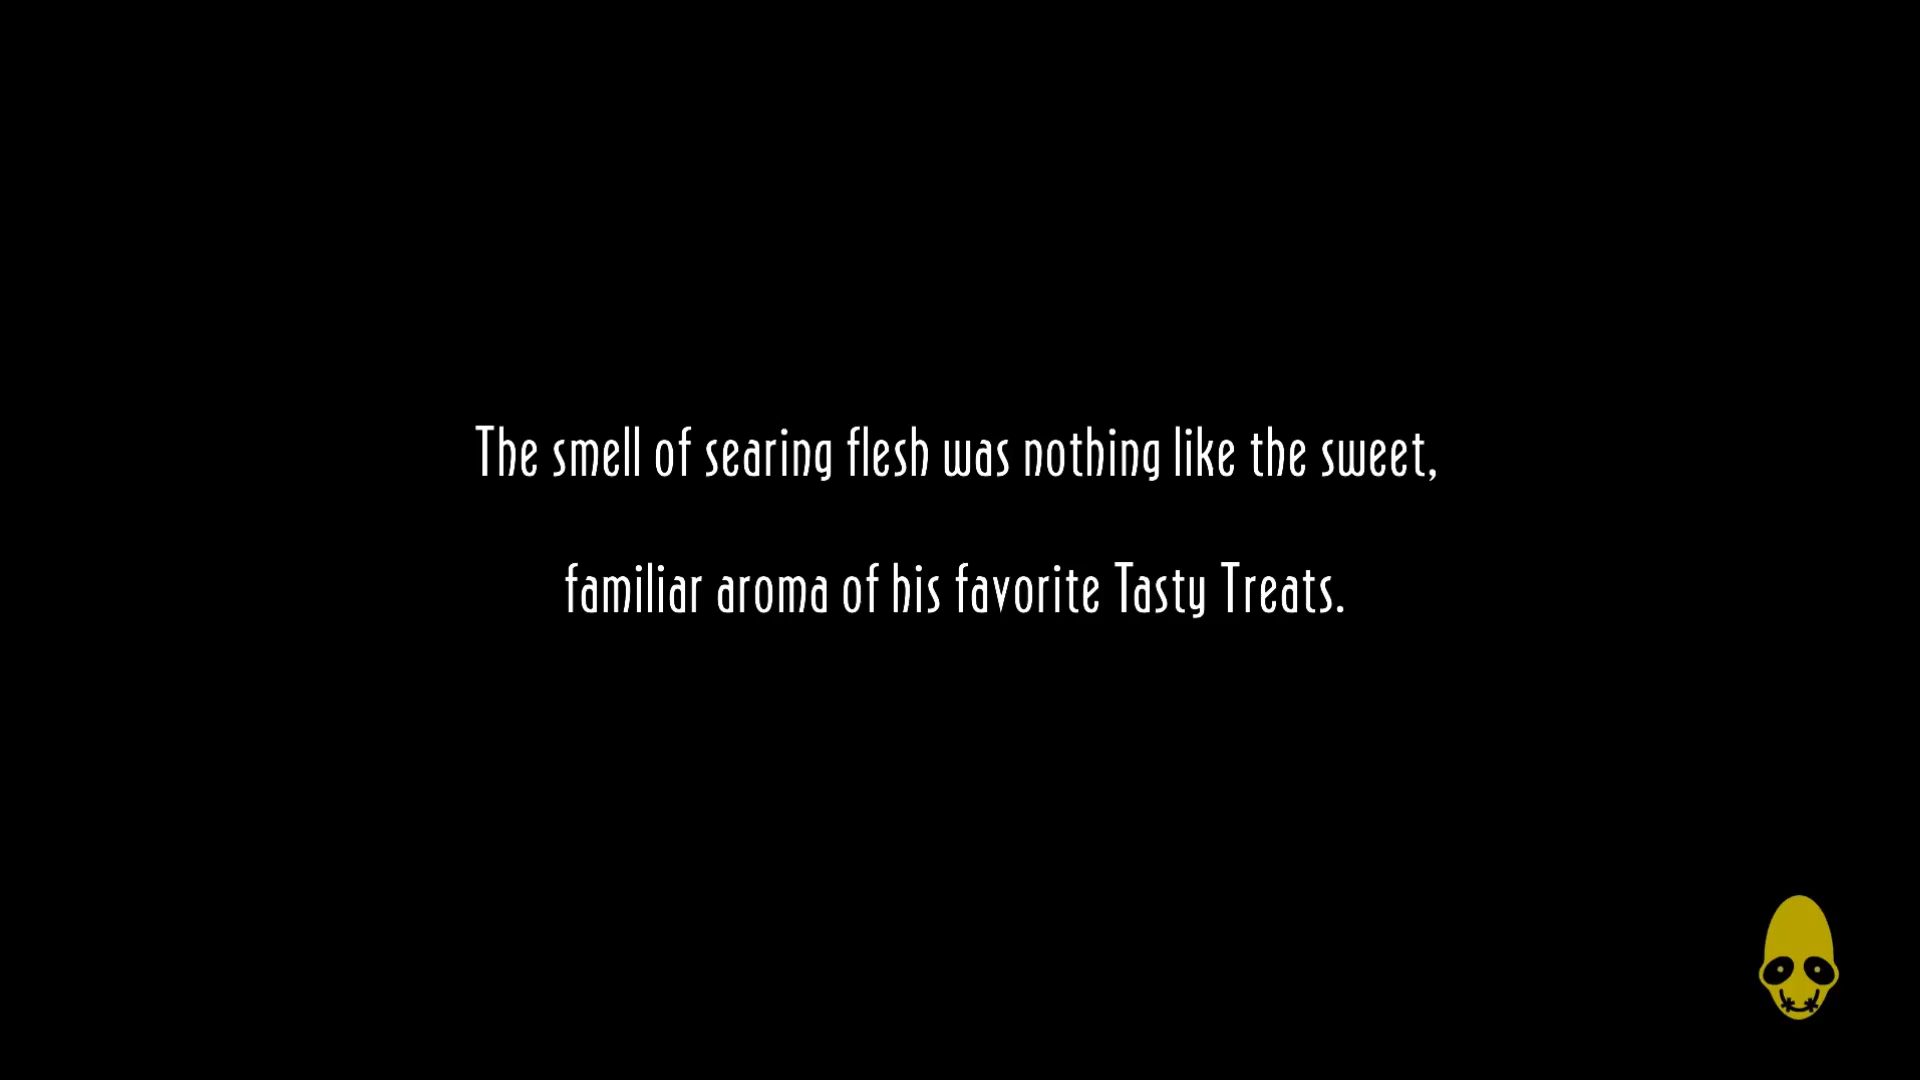 The smell of searing flesh was nothing like the sweet,
familiar aroma of his favorite Tasty Treats.